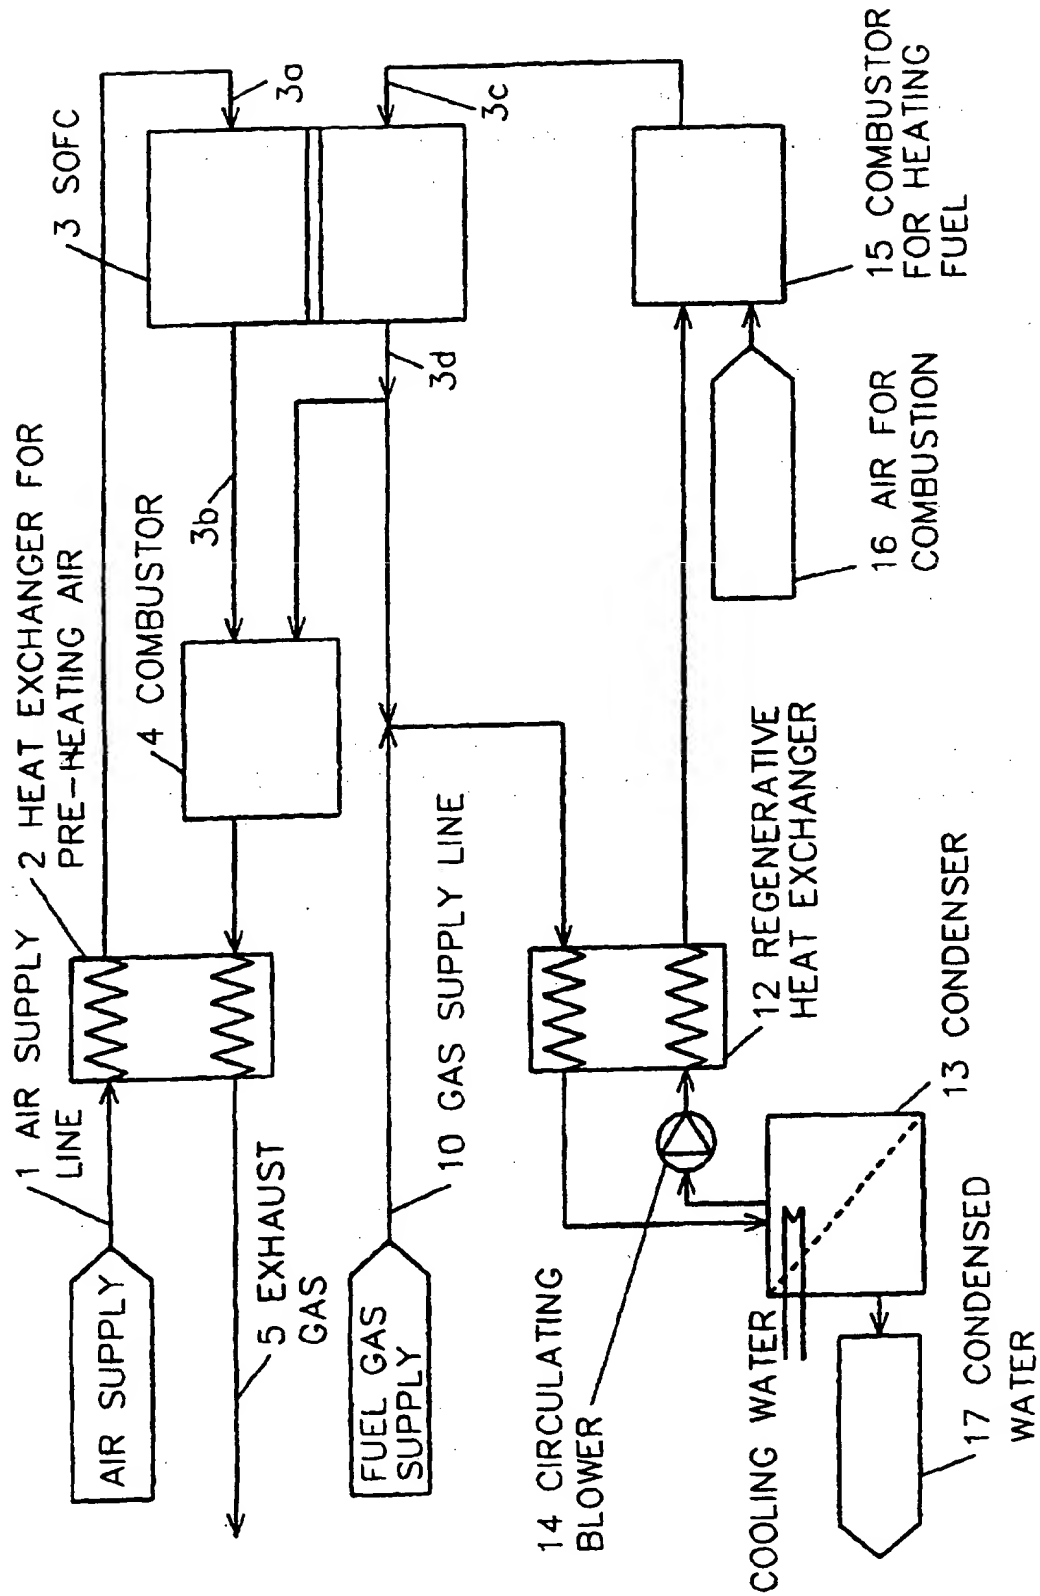 1 AIR SUPPLY
LINE
2 HEAT EXCHANGER FOR
PRE-HEATING AIR
3 SOFC
3a
AIR SUPPLY
4 COMBUSTOR
3b
5 EXHAUST
GAS
3c
3d
FUEL GAS
SUPPLY
10 GAS SUPPLY LINE
14 CIRCULATING
BLOWER
12 REGENERATIVE
HEAT EXCHANGER
15 COMBUSTOR
FOR HEATING
FUEL
16 AIR FOR
COMBUSTION
COOLING WATER
13 CONDENSER
17 CONDENSED
WATER